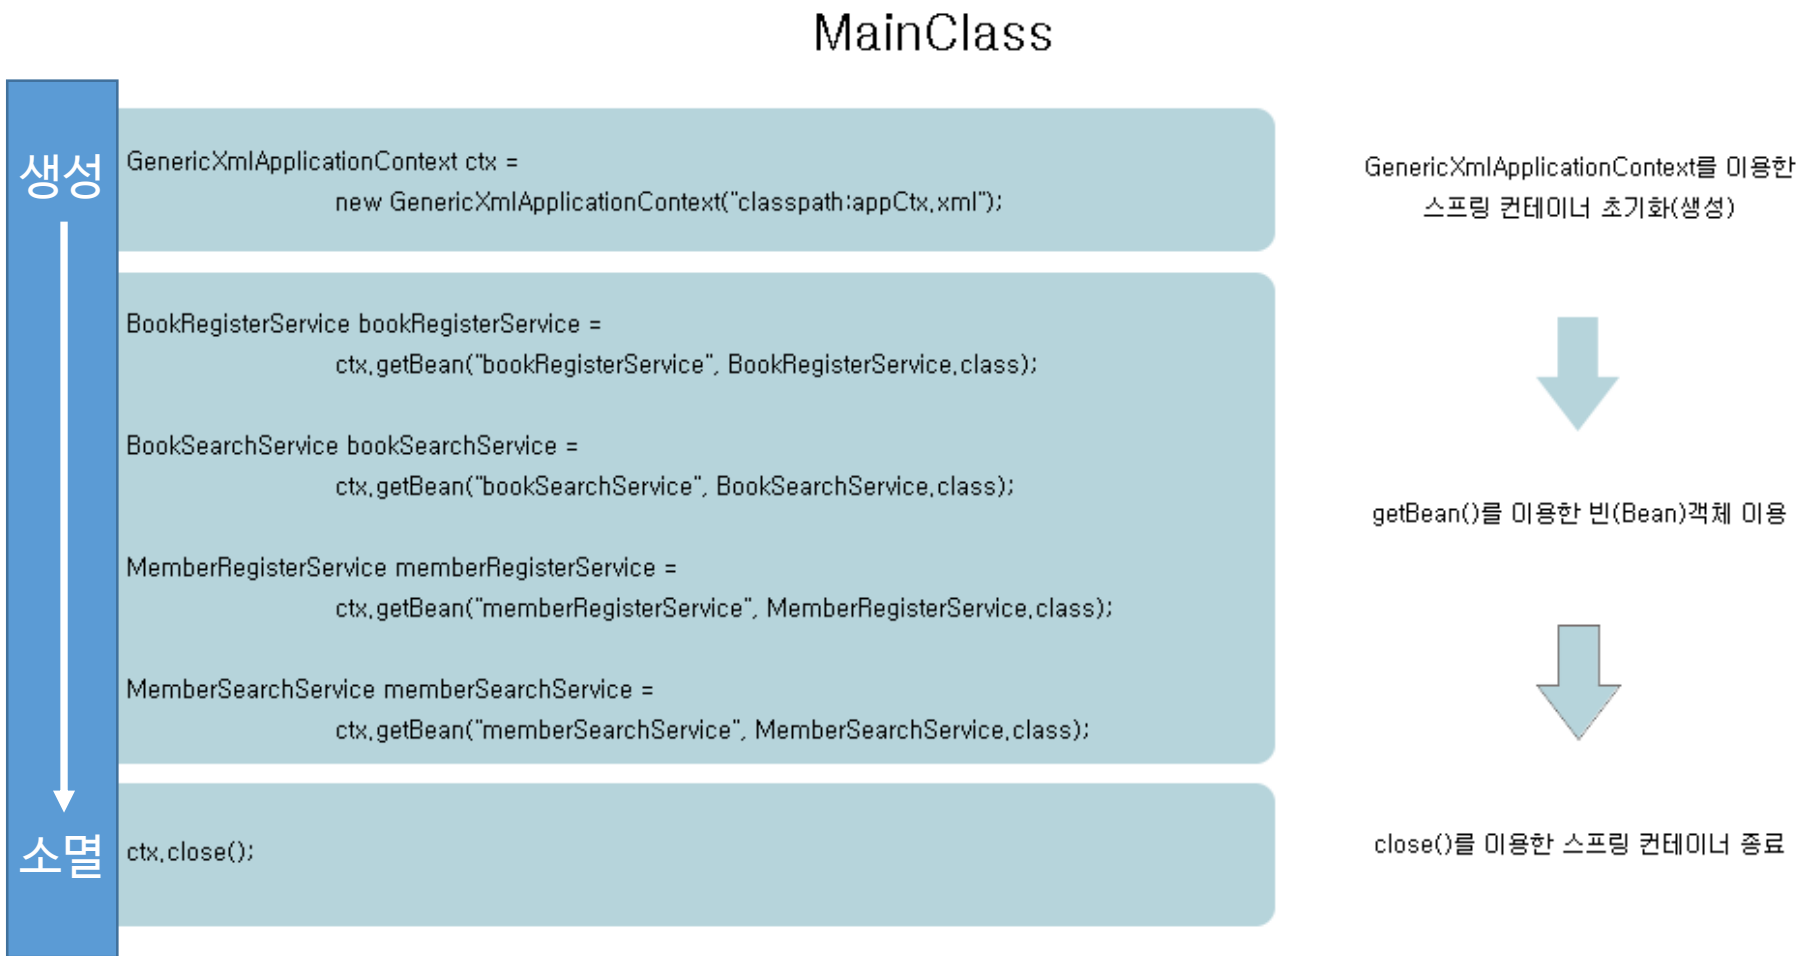 MainClass
생성
GenericXmlApplicationContext ctx =
new GenericXmlApplicationContext("classpath:appCtx.xml");
GenericXmlApplicationContext를 이용한
스프링 컨테이너 초기화(생성)
BookRegisterService bookRegisterService =
ctx.getBean("bookRegisterService", BookRegisterService.class);
BookSearchService bookSearchService =
ctx.getBean("bookSearchService", BookSearchService.class);
getBean()를 이용한 빈(Bean)객체 이용
MemberRegisterService memberRegisterService =
ctx.getBean("memberRegisterService", MemberRegisterService.class);
MemberSearchService memberSearchService =
ctx.getBean("memberSearchService", MemberSearchService.class);
소멸
ctx.close();
close()를 이용한 스프링 컨테이너 종료